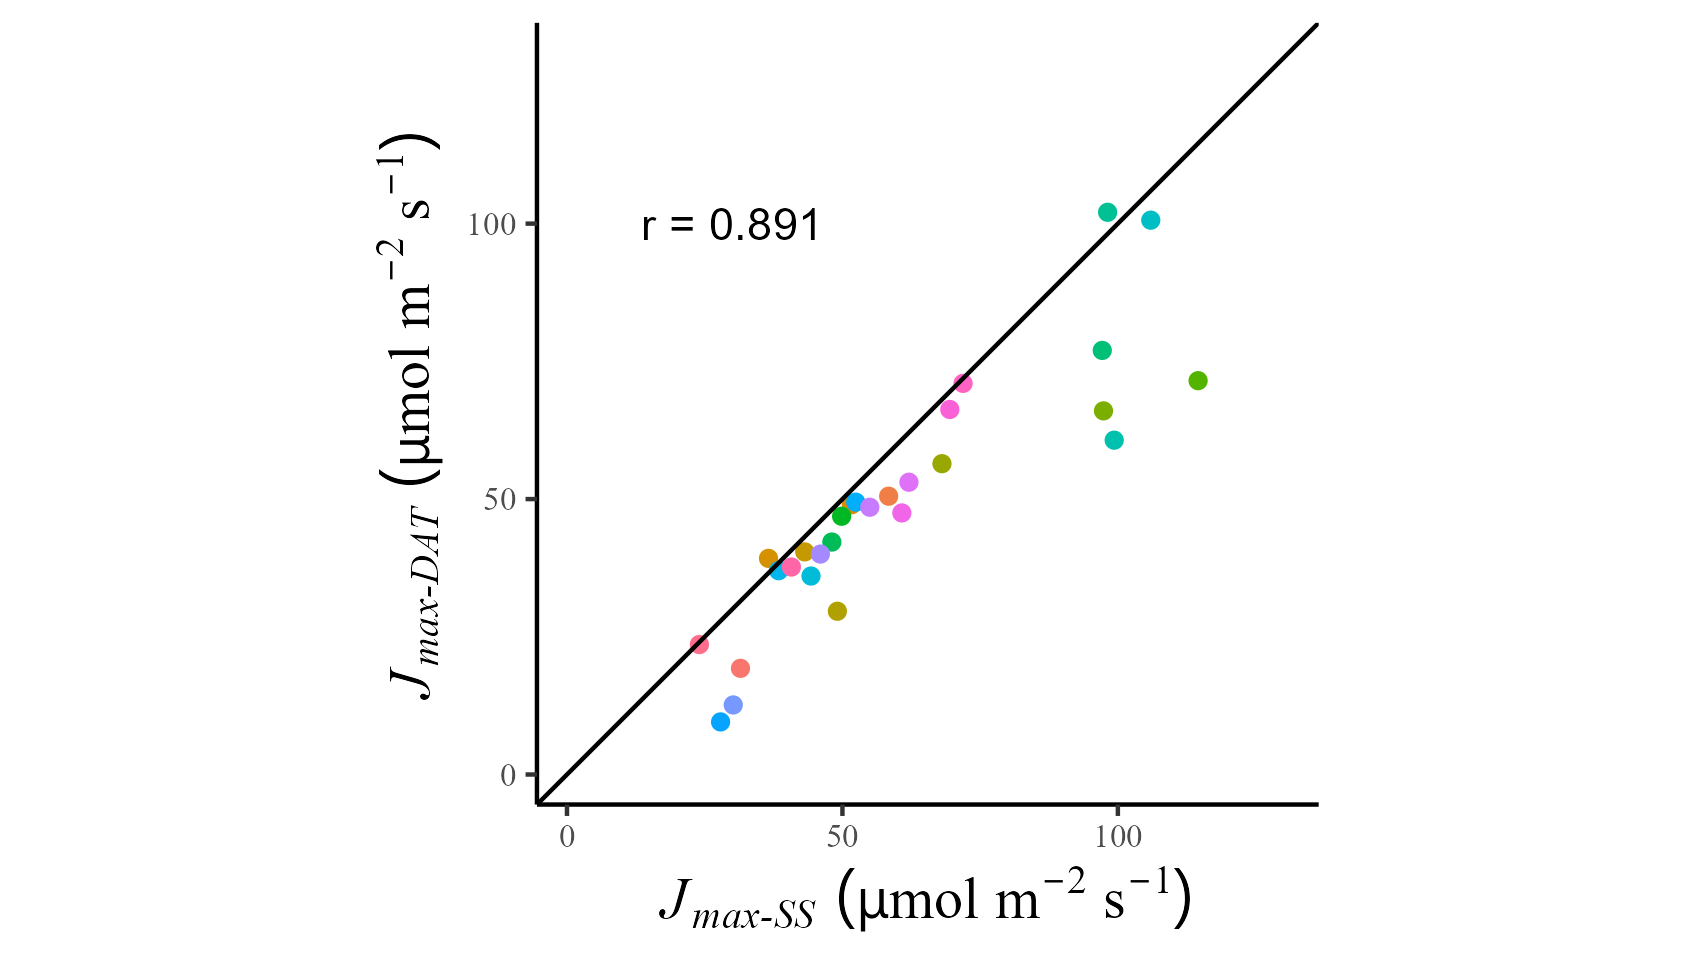 J max-DAT (µmol m⁻² s⁻¹)
r = 0.891
100
50
0
0 50 100
J max-SS (µmol m⁻² s⁻¹)